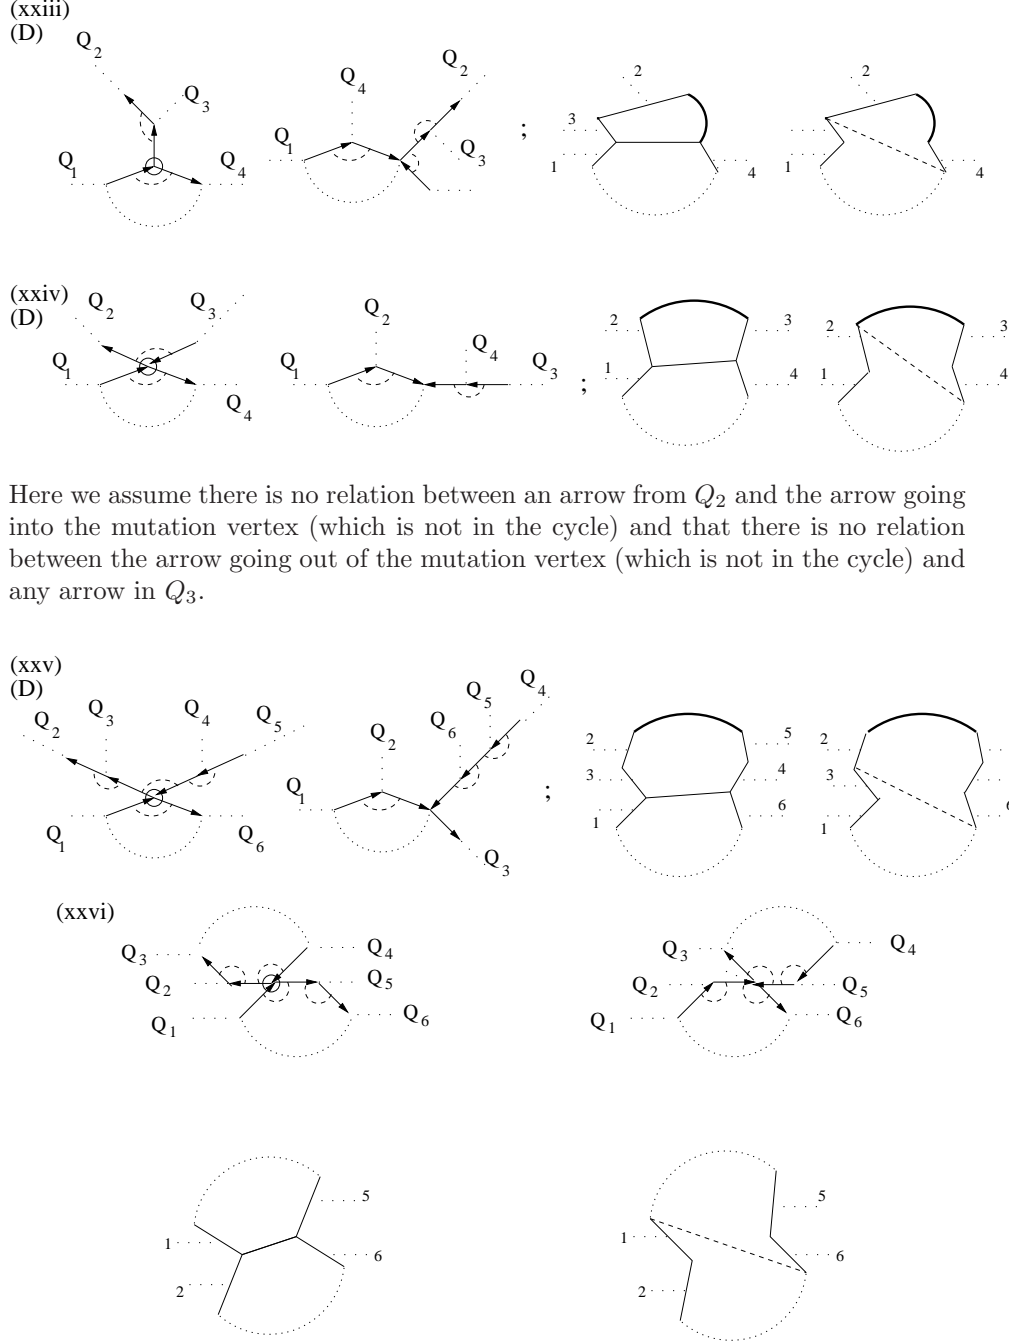 (xxiii)
(D)
Q2 Q3 Q1 Q4
Q1 Q4 Q2 Q3 ;
3 2 1 4
2 1 4
(xxiv)
(D)
Q2 Q3 Q1 Q4
Q1 Q2 Q4 Q3 ;
2 3 1 4
2 3 1 4
Here we assume there is no relation between an arrow from Q2 and the arrow going
into the mutation vertex (which is not in the cycle) and that there is no relation
between the arrow going out of the mutation vertex (which is not in the cycle) and
any arrow in Q3.
(xxv)
(D)
Q2 Q3 Q4 Q5 Q1 Q6
Q1 Q2 Q6 Q5 Q4 Q3 ;
2 5 3 4 1 6
2 3 1
(xxvi)
Q3 Q4 Q2 Q5 Q1 Q6
Q3 Q4 Q2 Q5 Q1 Q6
5 1 6 2
5 1 6 2